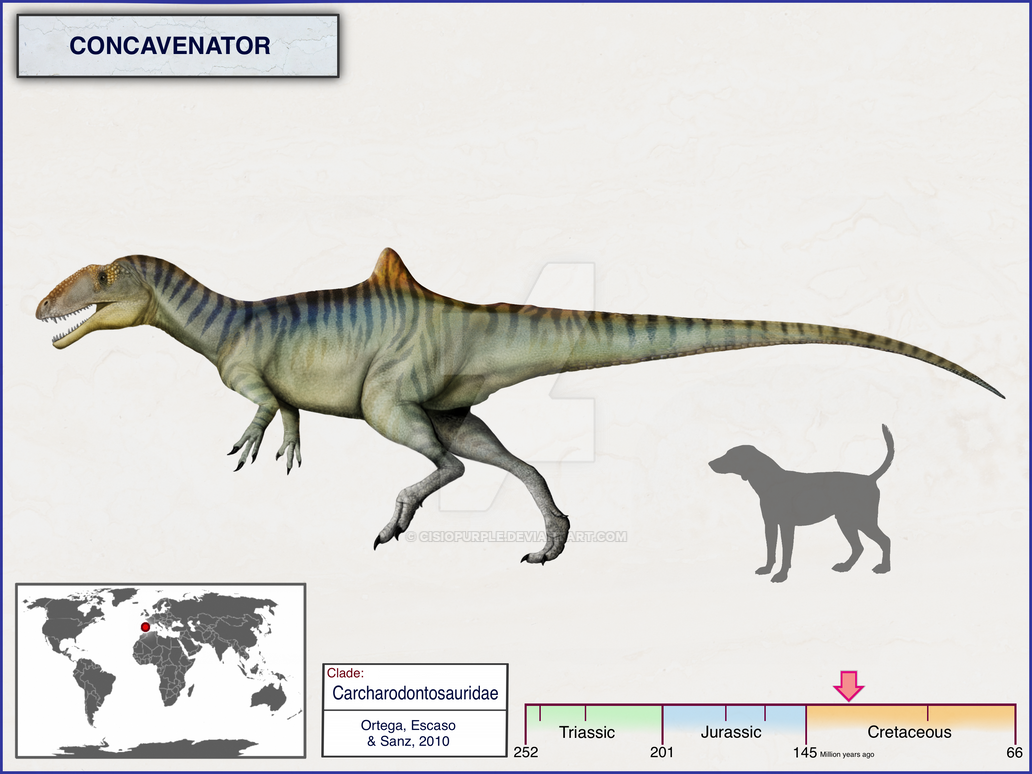 CONCAVENATOR
© CISIOPURPLE.DEVIANTART.COM
Clade:
Carcharodontosauridae
Ortega, Escaso
& Sanz, 2010
Triassic
Jurassic
Cretaceous
252
201
145 Million years ago
66